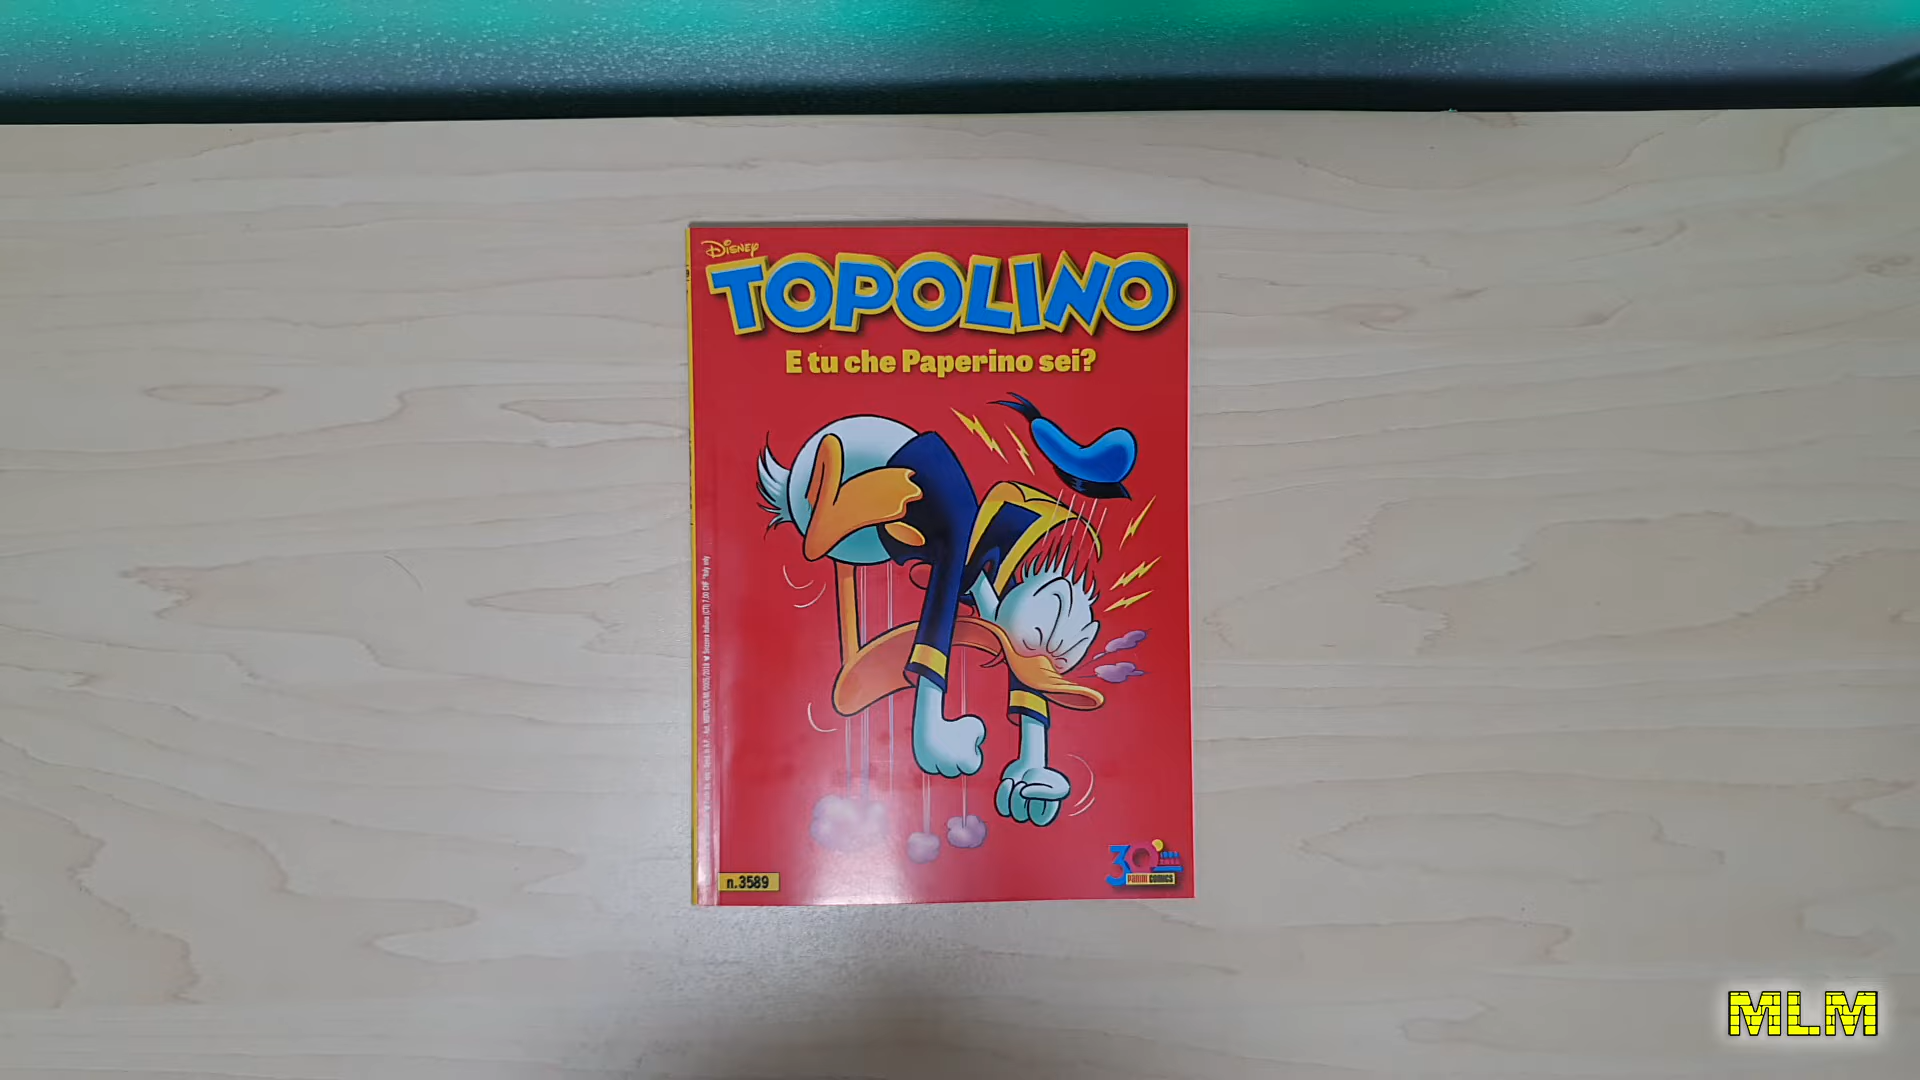 Disney
TOPOLINO
E tu che Paperino sei?
n.3589
30
PANINI COMICS
MLM